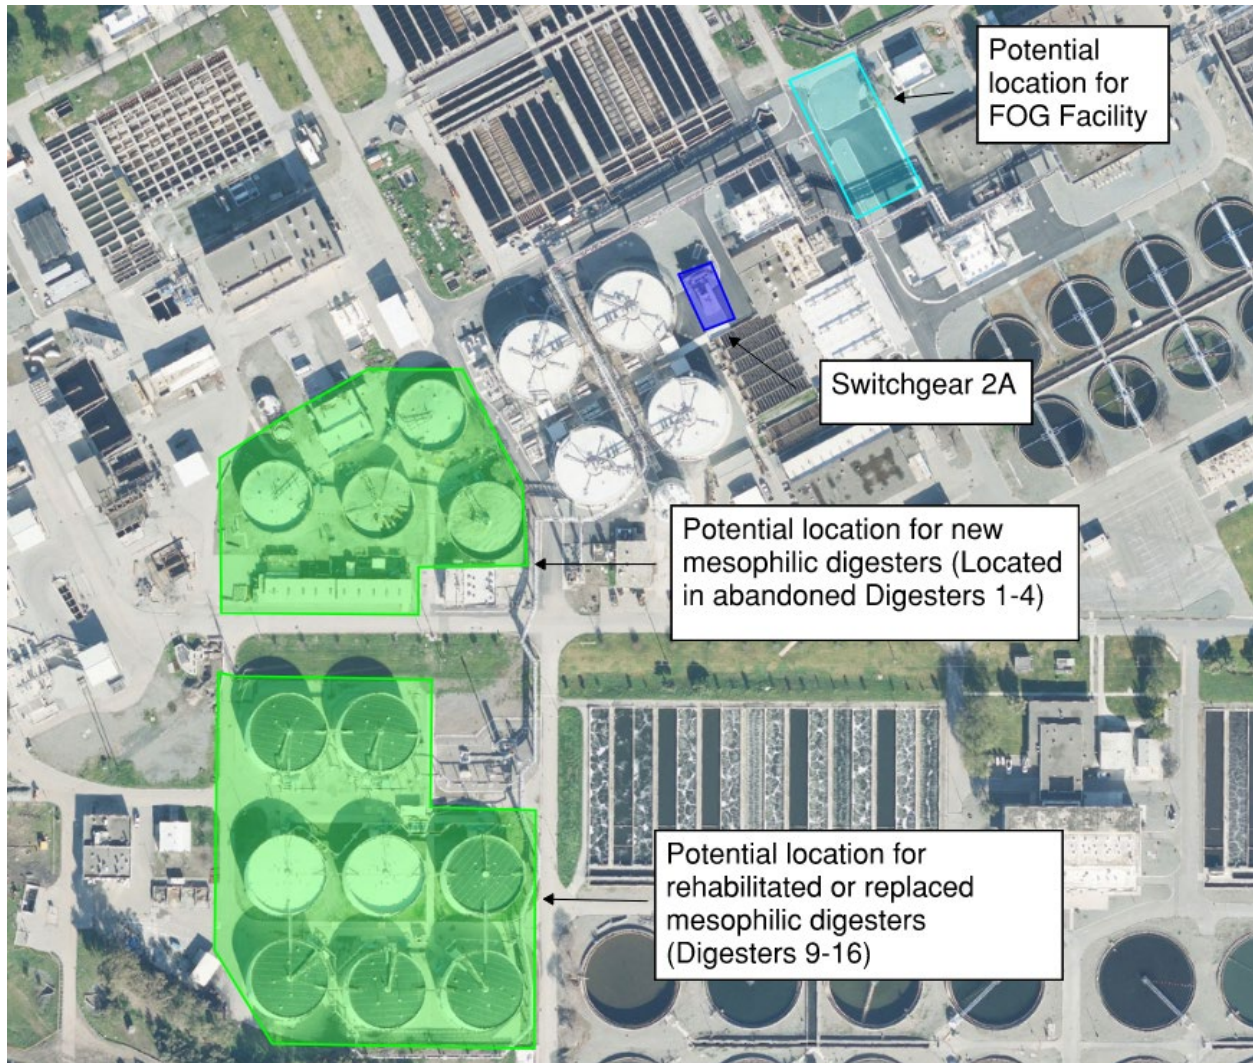 Potential
location for
FOG Facility
Switchgear 2A
Potential location for new
mesophilic digesters (Located
in abandoned Digesters 1-4)
Potential location for
rehabilitated or replaced
mesophilic digesters
(Digesters 9-16)